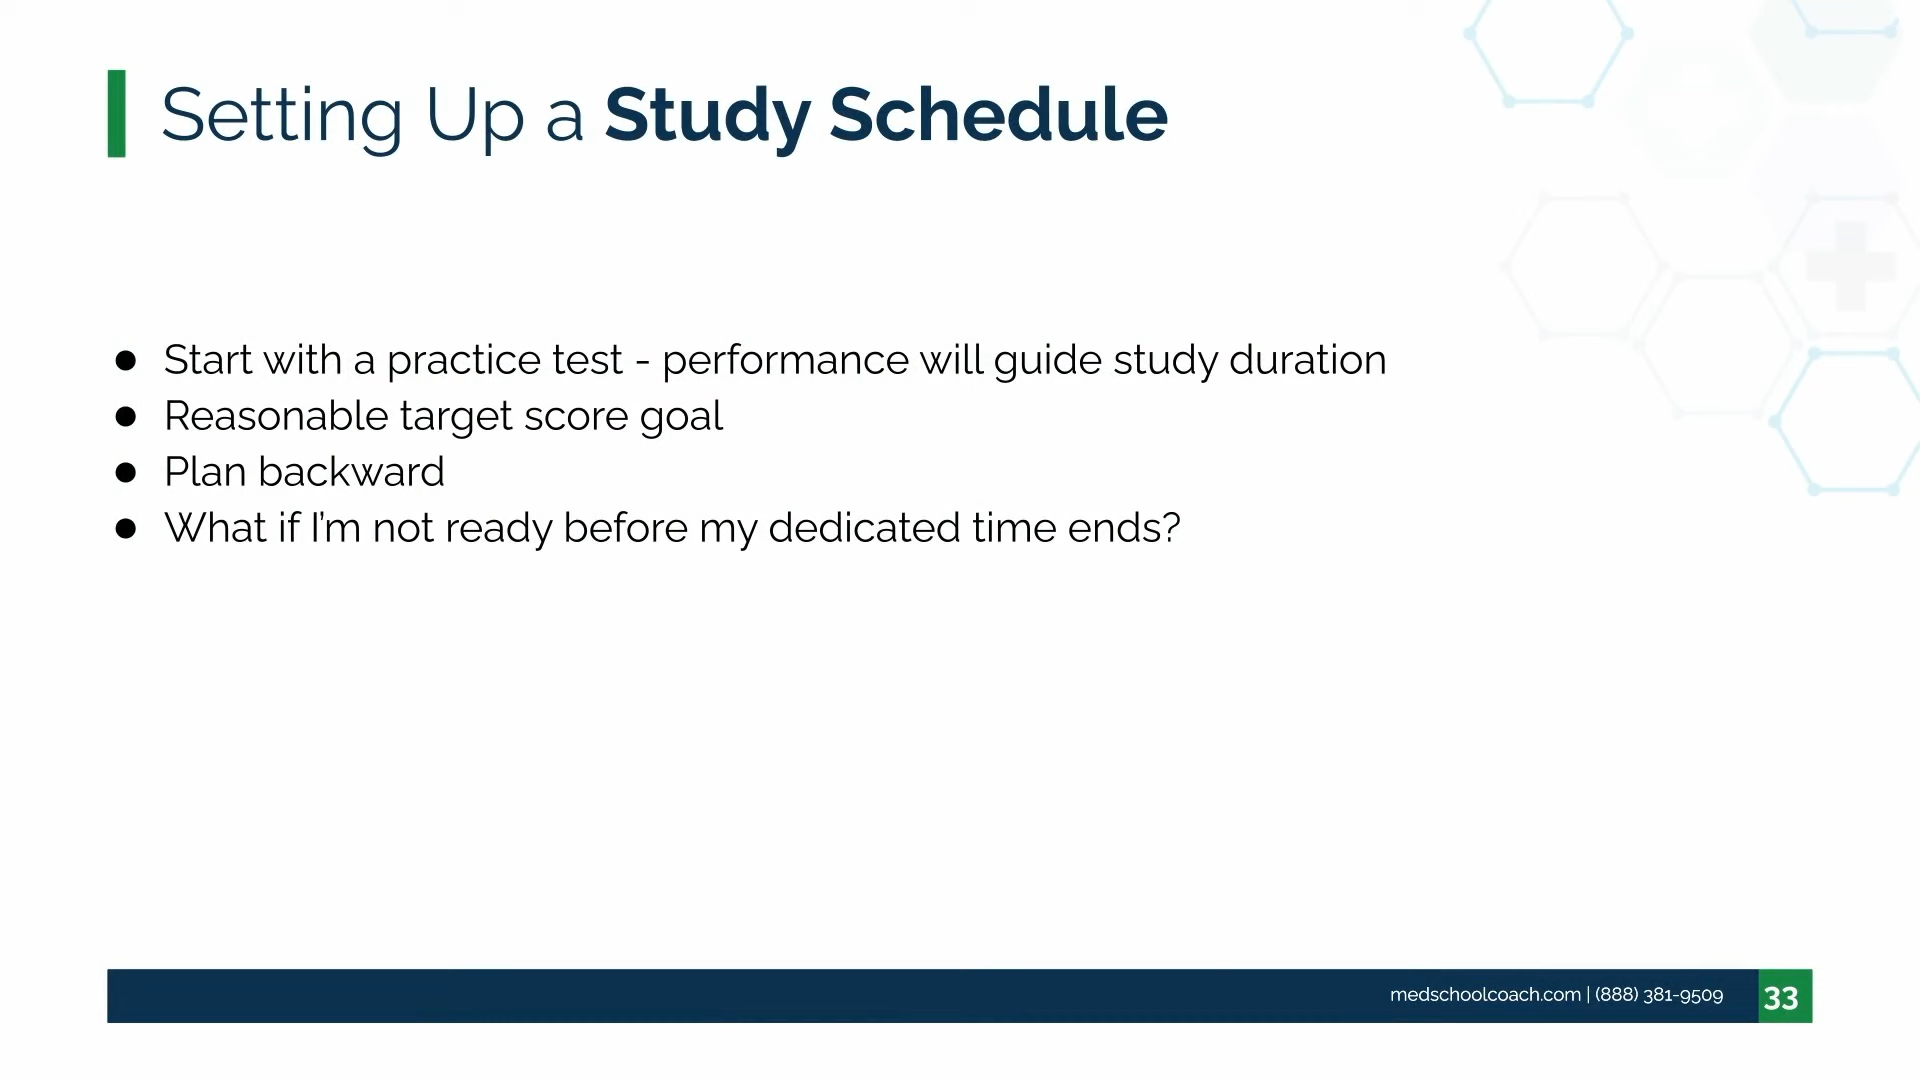 Setting Up a Study Schedule
● Start with a practice test - performance will guide study duration
● Reasonable target score goal
● Plan backward
● What if I’m not ready before my dedicated time ends?
medschoolcoach.com | (888) 381-9509
33